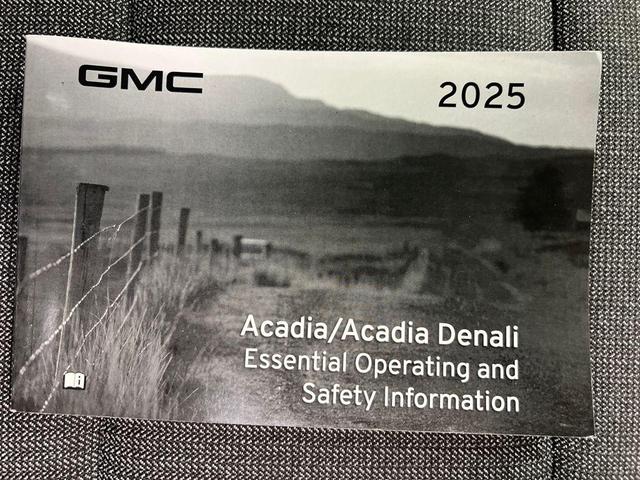 GMC
2025
Acadia/Acadia Denali
Essential Operating and
Safety Information